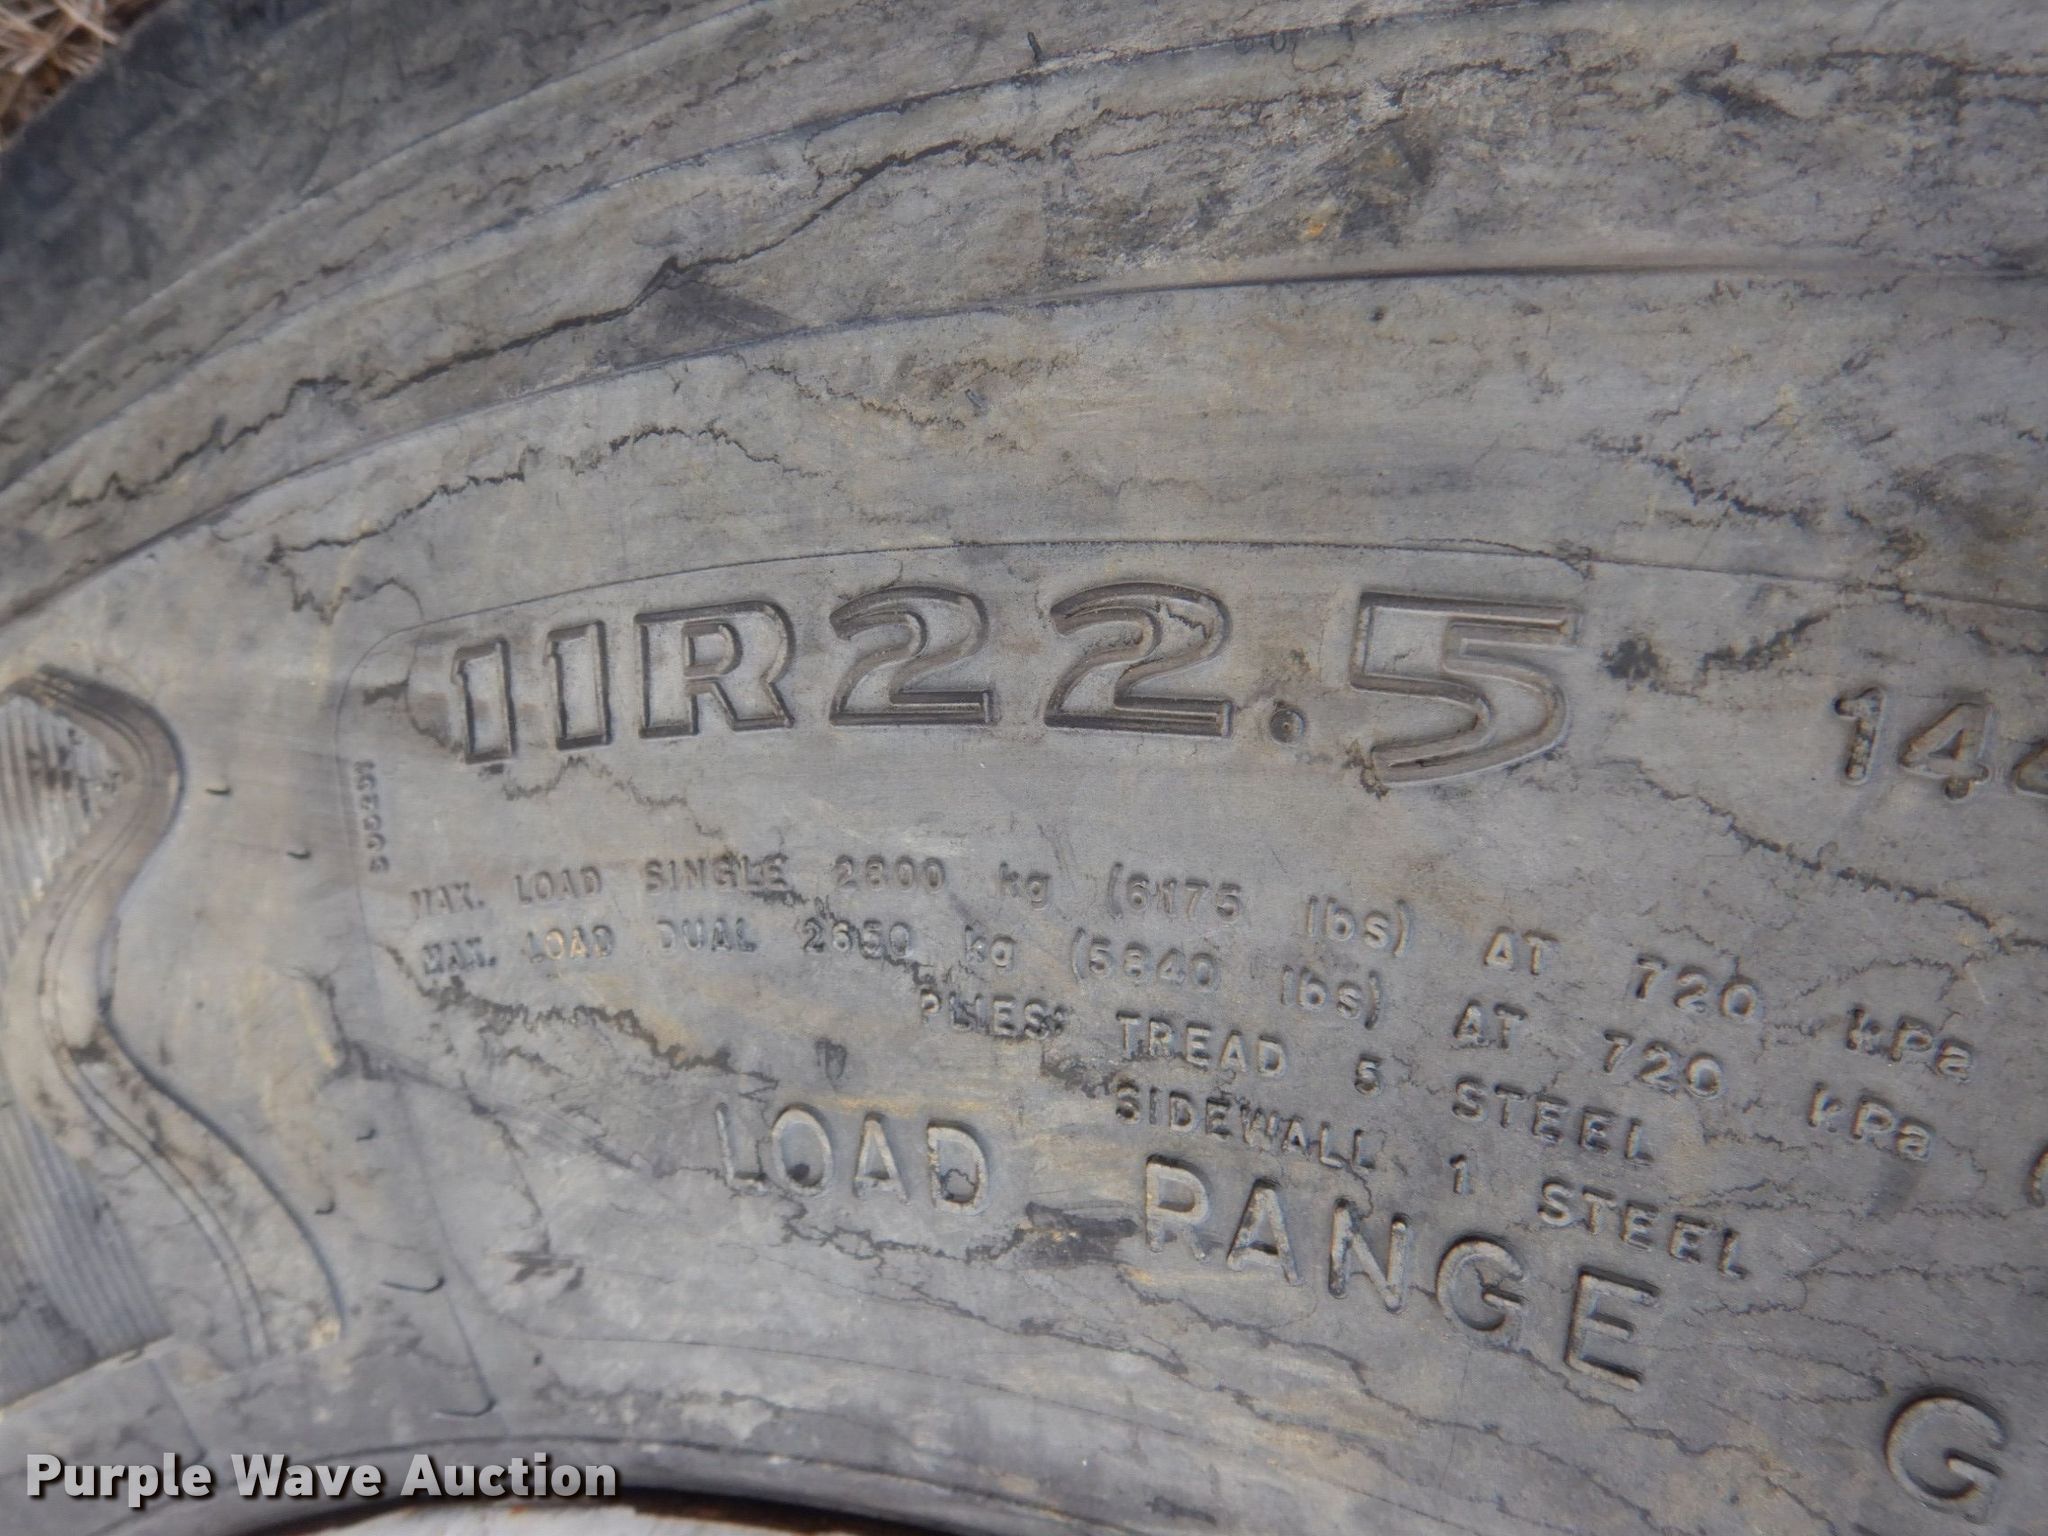 11R22.5
MAX. LOAD SINGLE 2800 kg (6175 lbs) AT 720 kPa
MAX. LOAD DUAL 2650 kg (5840 lbs) AT 720 kPa
PLIES: TREAD 5 STEEL
SIDEWALL 1 STEEL
LOAD RANGE G
Purple Wave Auction